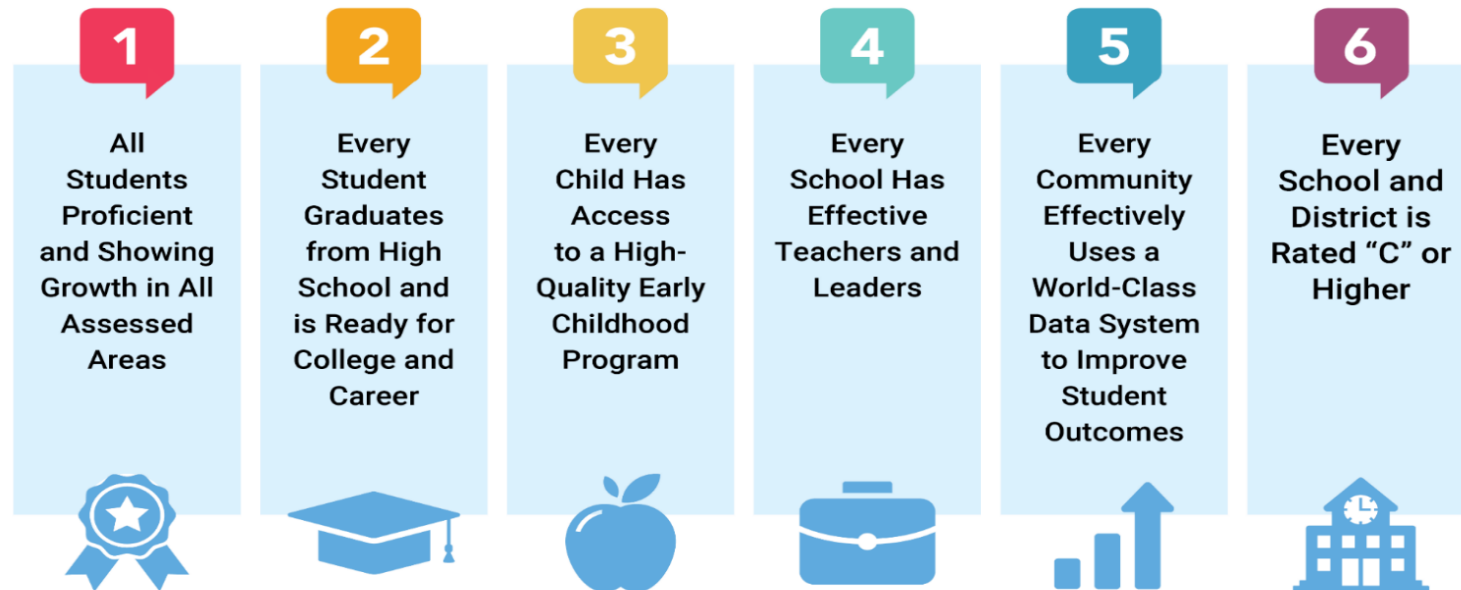 1
All
Students
Proficient
and Showing
Growth in All
Assessed
Areas
2
Every
Student
Graduates
from High
School and
is Ready for
College and
Career
3
Every
Child Has
Access
to a High-
Quality Early
Childhood
Program
4
Every
School Has
Effective
Teachers and
Leaders
5
Every
Community
Effectively
Uses a
World-Class
Data System
to Improve
Student
Outcomes
6
Every
School and
District is
Rated “C” or
Higher